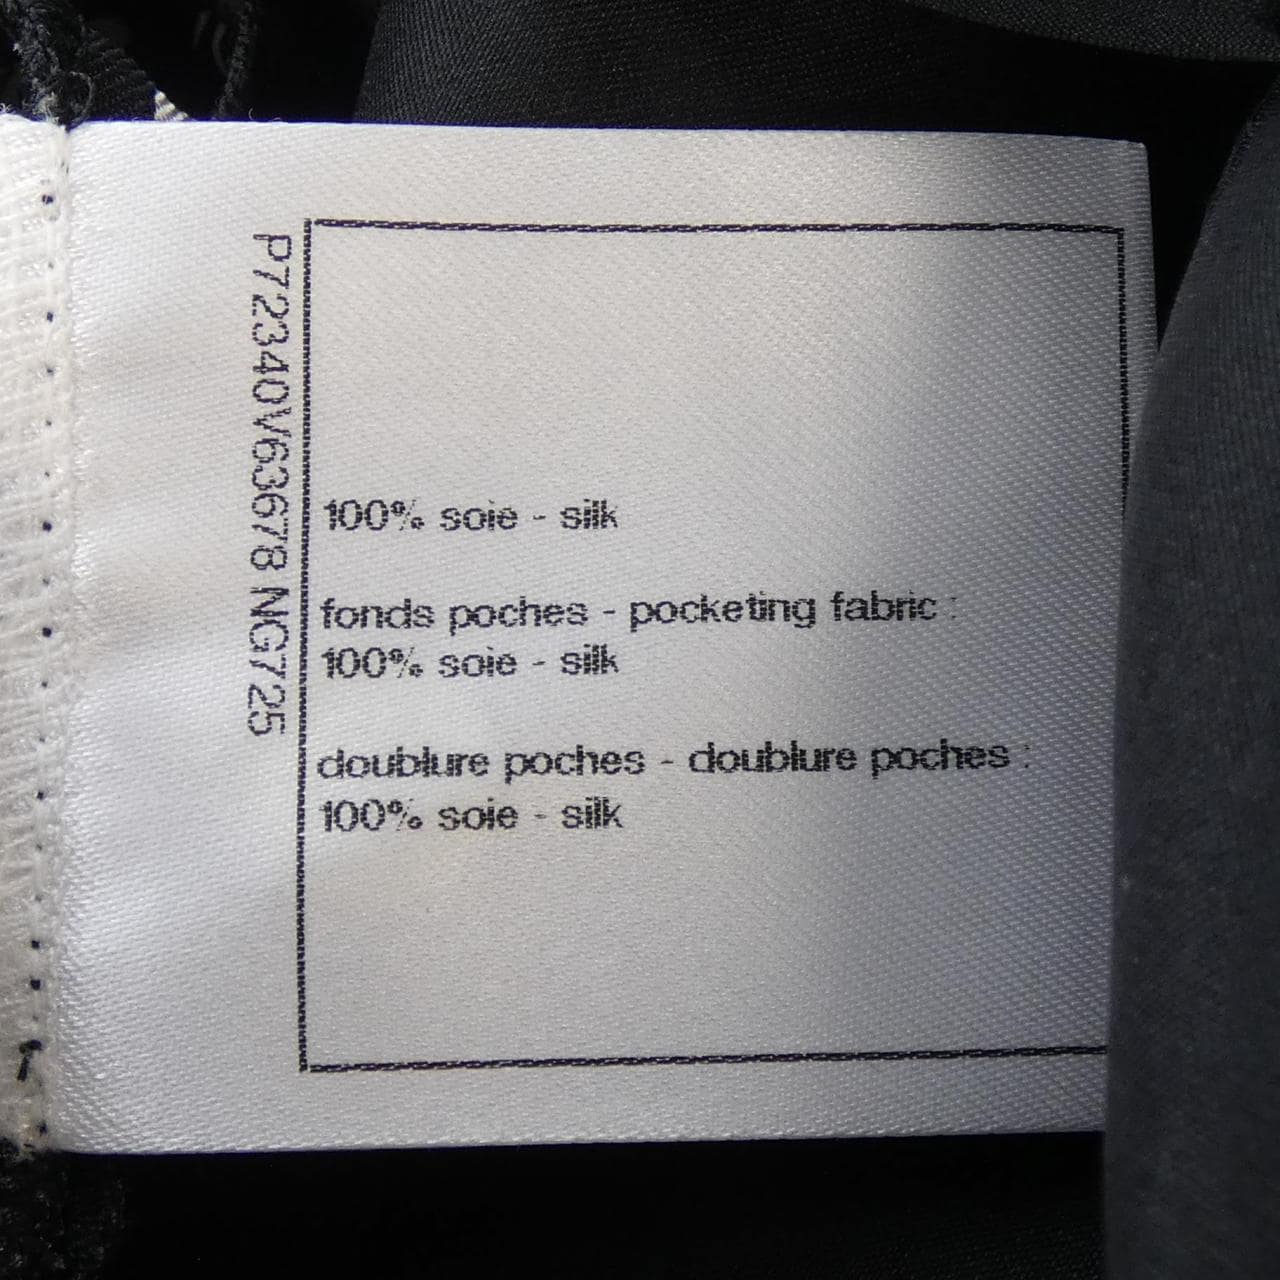 P72340V63678 NG725
100% soie - silk
fonds poches - pocketing fabric :
100% soie - silk
doublure poches - doublure poches :
100% soie - silk